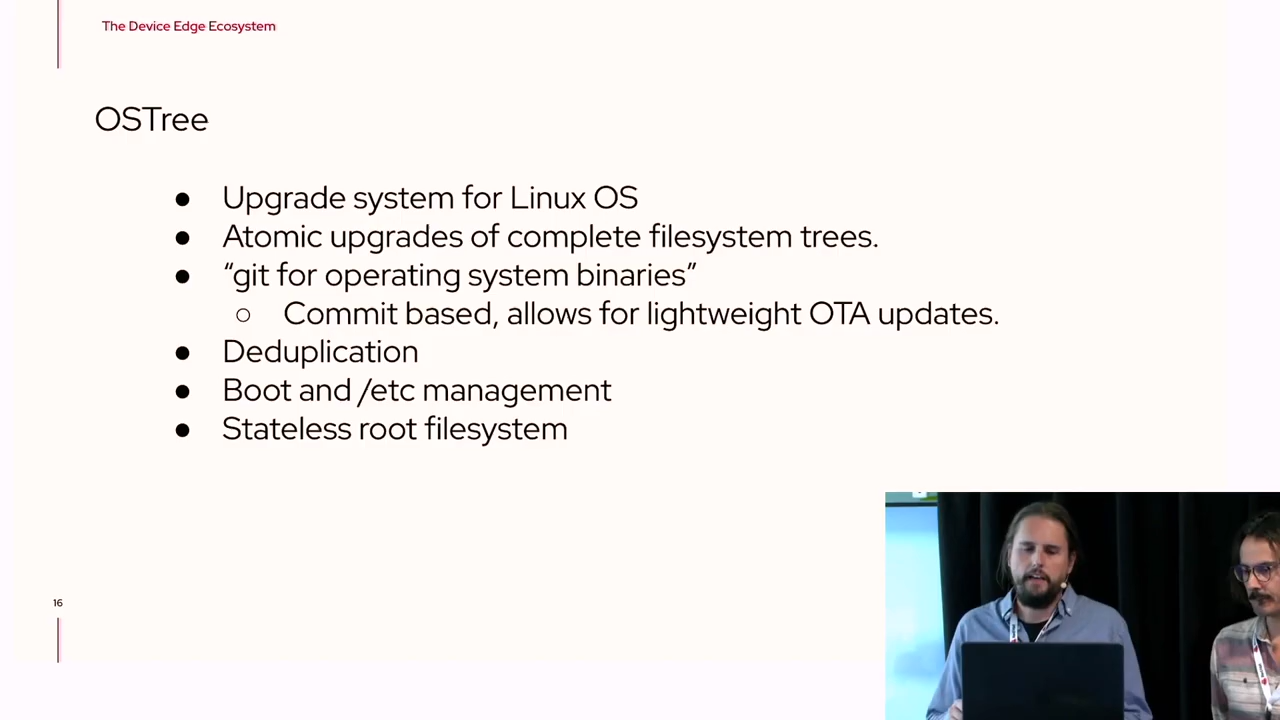 The Device Edge Ecosystem
OSTree
● Upgrade system for Linux OS
● Atomic upgrades of complete filesystem trees.
● “git for operating system binaries”
○ Commit based, allows for lightweight OTA updates.
● Deduplication
● Boot and /etc management
● Stateless root filesystem
16